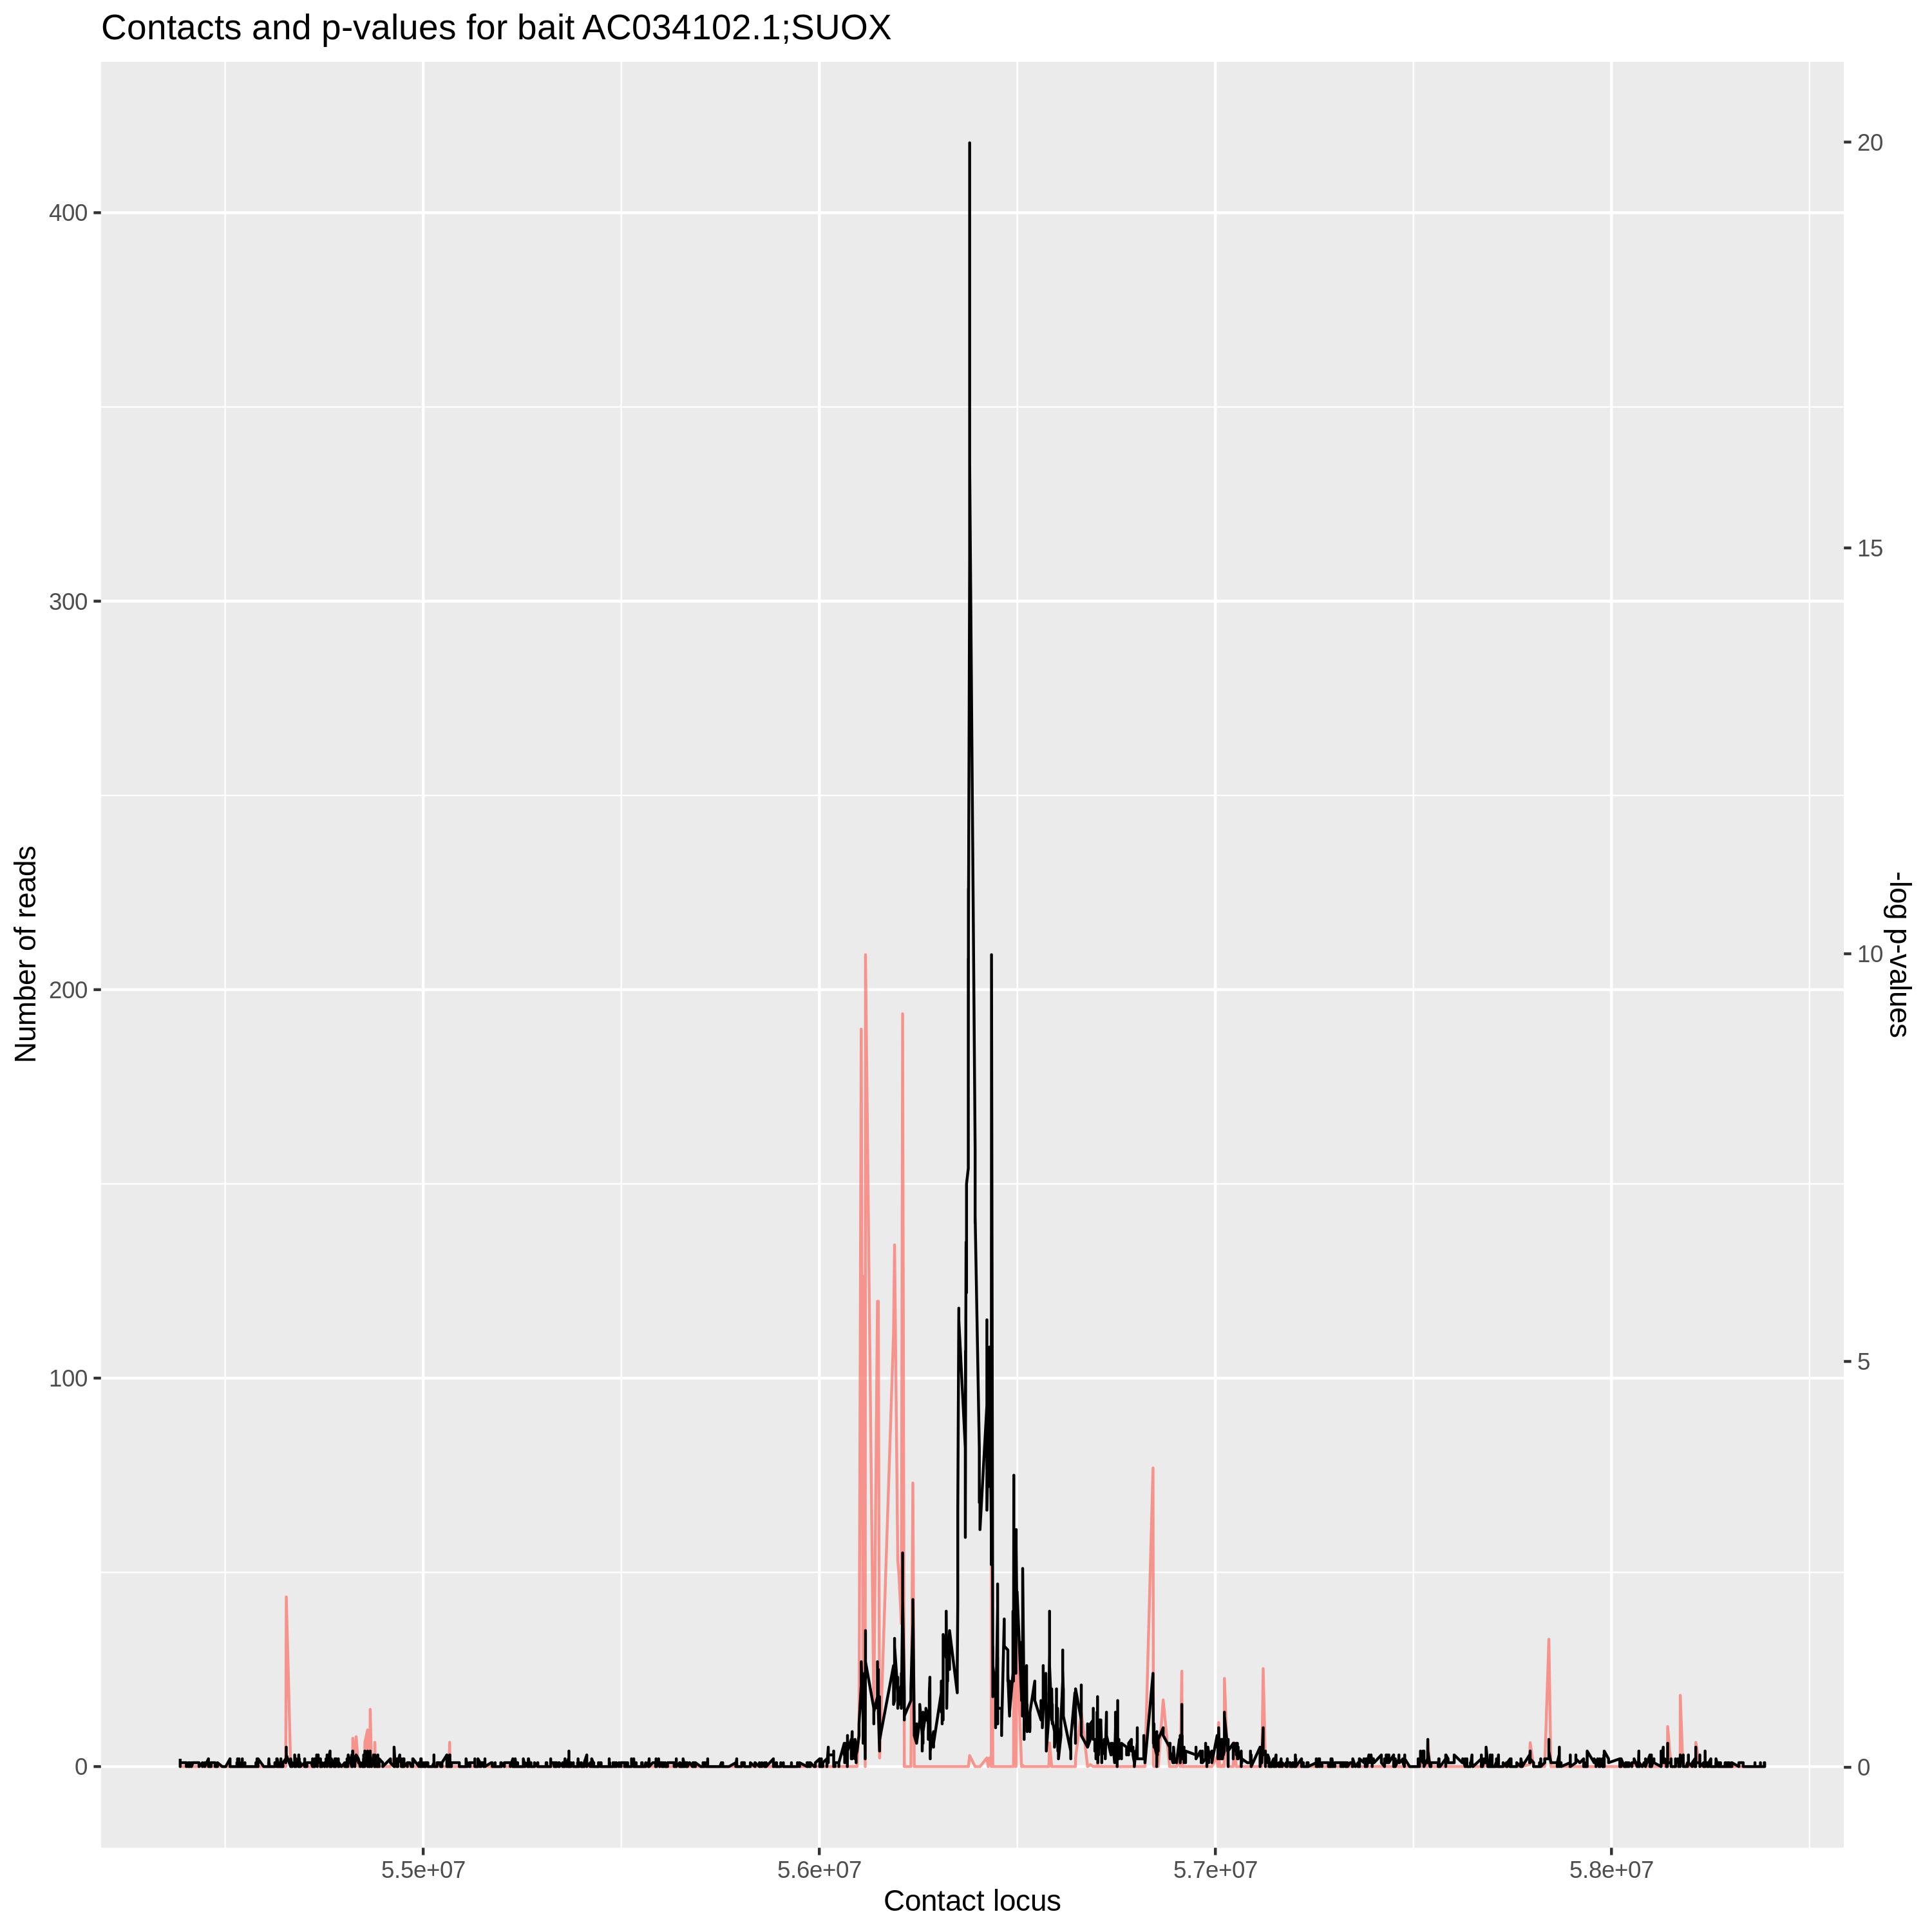 Contacts and p-values for bait AC034102.1;SUOX
400
300
200
100
0
Number of reads
20
15
10
5
0
-log p-values
5.5e+07
5.6e+07
5.7e+07
5.8e+07
Contact locus